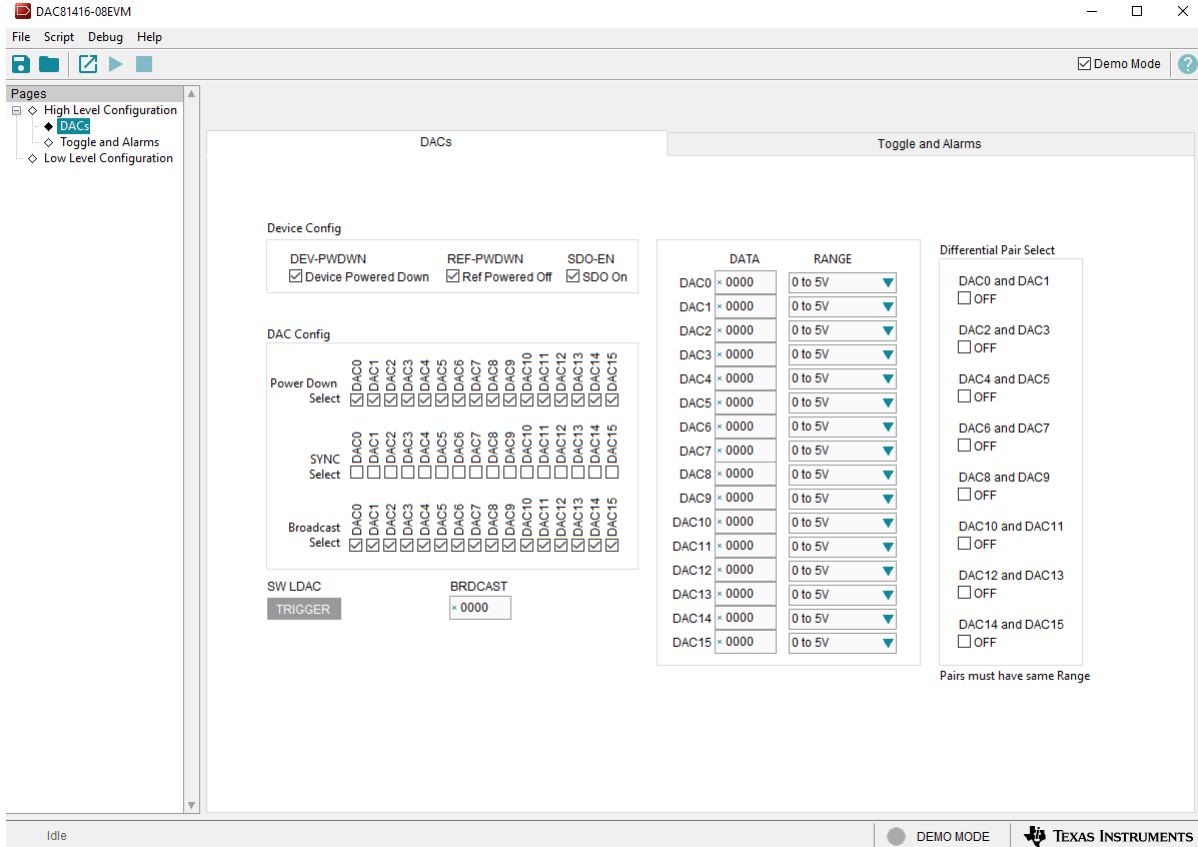 DAC81416-08EVM
File Script Debug Help
Demo Mode
Pages
High Level Configuration
DACs
Toggle and Alarms
Low Level Configuration
DACs
Toggle and Alarms
Device Config
DEV-PWDWN REF-PWDWN SDO-EN
Device Powered Down Ref Powered Off SDO On
DAC Config
Power Down Select
DAC0 DAC1 DAC2 DAC3 DAC4 DAC5 DAC6 DAC7 DAC8 DAC9 DAC10 DAC11 DAC12 DAC13 DAC14 DAC15
SYNC Select
DAC0 DAC1 DAC2 DAC3 DAC4 DAC5 DAC6 DAC7 DAC8 DAC9 DAC10 DAC11 DAC12 DAC13 DAC14 DAC15
Broadcast Select
DAC0 DAC1 DAC2 DAC3 DAC4 DAC5 DAC6 DAC7 DAC8 DAC9 DAC10 DAC11 DAC12 DAC13 DAC14 DAC15
SW LDAC BRDCAST
TRIGGER × 0000
DATA RANGE
DAC0 × 0000 0 to 5V
DAC1 × 0000 0 to 5V
DAC2 × 0000 0 to 5V
DAC3 × 0000 0 to 5V
DAC4 × 0000 0 to 5V
DAC5 × 0000 0 to 5V
DAC6 × 0000 0 to 5V
DAC7 × 0000 0 to 5V
DAC8 × 0000 0 to 5V
DAC9 × 0000 0 to 5V
DAC10 × 0000 0 to 5V
DAC11 × 0000 0 to 5V
DAC12 × 0000 0 to 5V
DAC13 × 0000 0 to 5V
DAC14 × 0000 0 to 5V
DAC15 × 0000 0 to 5V
Differential Pair Select
DAC0 and DAC1
OFF
DAC2 and DAC3
OFF
DAC4 and DAC5
OFF
DAC6 and DAC7
OFF
DAC8 and DAC9
OFF
DAC10 and DAC11
OFF
DAC12 and DAC13
OFF
DAC14 and DAC15
OFF
Pairs must have same Range
Idle
DEMO MODE
TEXAS INSTRUMENTS